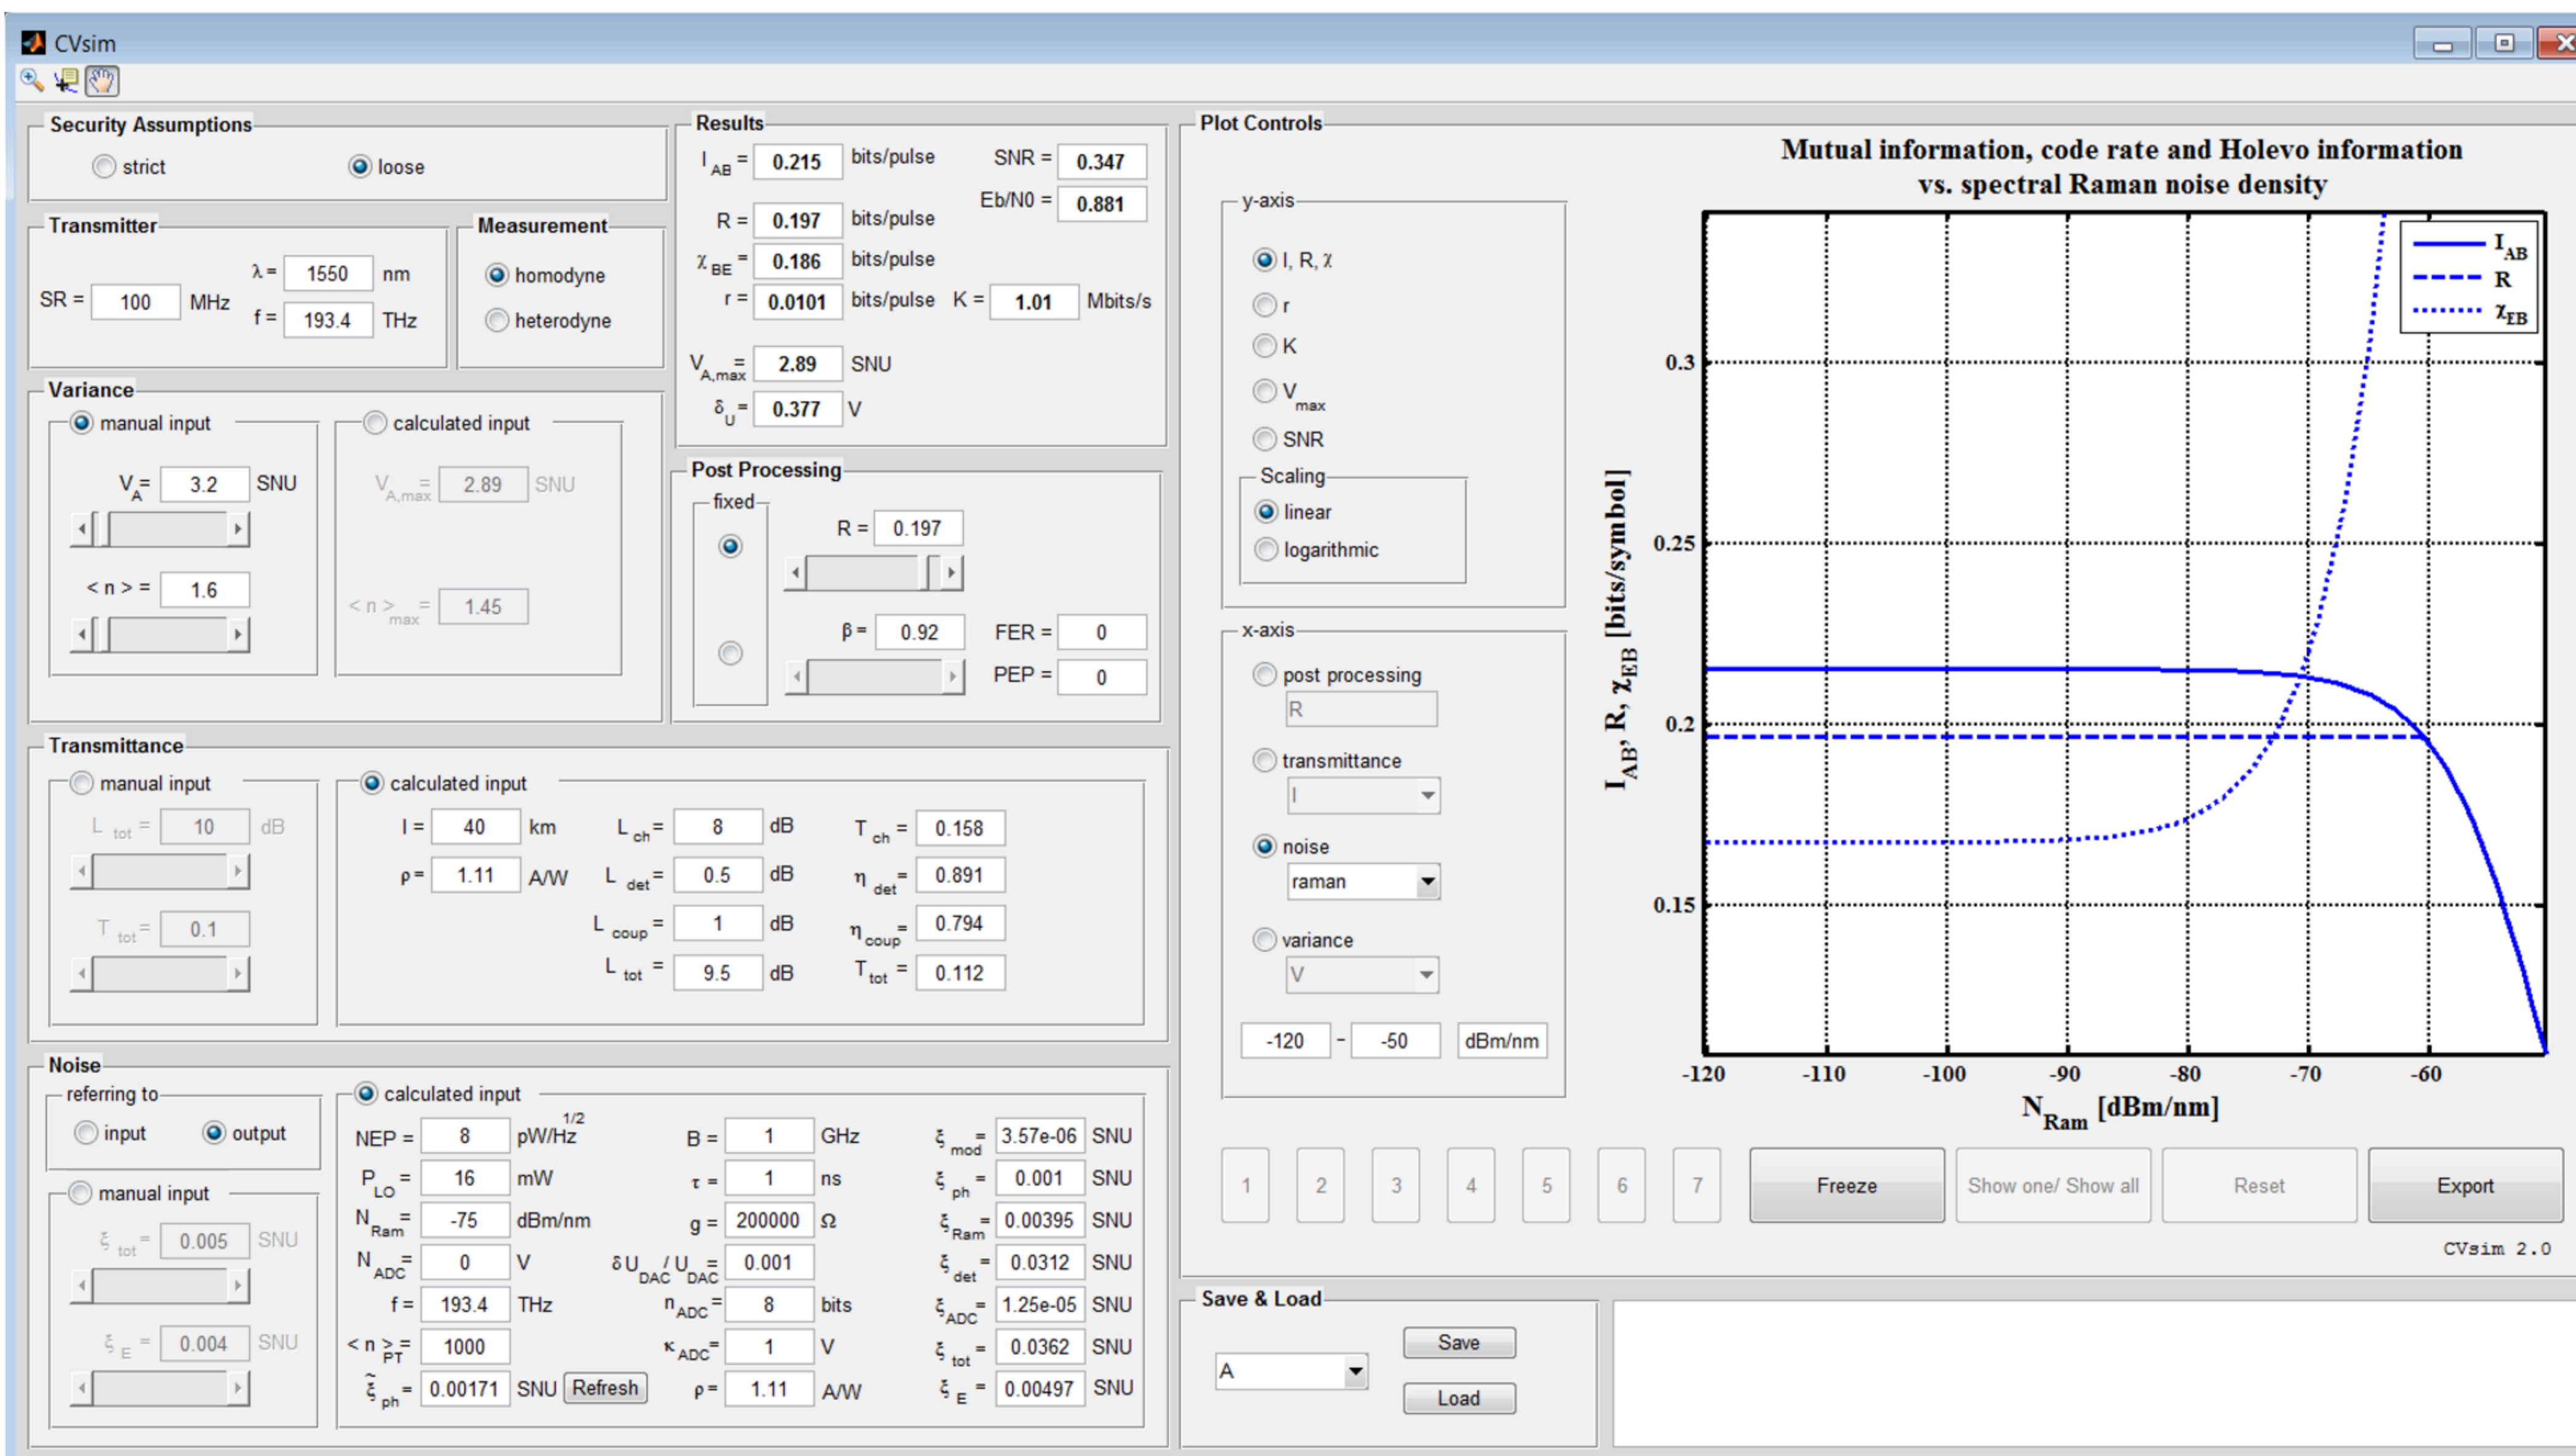 CVsim
Security Assumptions
strict
loose
Transmitter
SR = 100 MHz
λ = 1550 nm
f = 193.4 THz
Measurement
homodyne
heterodyne
Variance
manual input
V_A = 3.2 SNU
< n > = 1.6
calculated input
V_A,max = 2.89 SNU
< n >_max = 1.45
Results
I_AB = 0.215 bits/pulse
SNR = 0.347
Eb/N0 = 0.881
R = 0.197 bits/pulse
χ_BE = 0.186 bits/pulse
r = 0.0101 bits/pulse K = 1.01 Mbits/s
V_A,max = 2.89 SNU
δ_U = 0.377 V
Post Processing
fixed
R = 0.197
β = 0.92
FER = 0
PEP = 0
Transmittance
manual input
L_tot = 10 dB
T_tot = 0.1
calculated input
l = 40 km
ρ = 1.11 A/W
L_ch = 8 dB
L_det = 0.5 dB
L_coup = 1 dB
L_tot = 9.5 dB
T_ch = 0.158
η_det = 0.891
η_coup = 0.794
T_tot = 0.112
Noise
referring to
input
output
manual input
ξ_tot = 0.005 SNU
ξ_E = 0.004 SNU
calculated input
NEP = 8 pW/Hz^1/2
P_LO = 16 mW
N_Ram = -75 dBm/nm
N_ADC = 0 V
f = 193.4 THz
< n >_PT = 1000
ξ̃_ph = 0.00171 SNU Refresh
B = 1 GHz
τ = 1 ns
g = 200000 Ω
δU_DAC / U_DAC = 0.001
n_ADC = 8 bits
κ_ADC = 1 V
ρ = 1.11 A/W
ξ_mod = 3.57e-06 SNU
ξ_ph = 0.001 SNU
ξ_Ram = 0.00395 SNU
ξ_det = 0.0312 SNU
ξ_ADC = 1.25e-05 SNU
ξ_tot = 0.0362 SNU
ξ_E = 0.00497 SNU
Plot Controls
y-axis
I, R, χ
r
K
V_max
SNR
Scaling
linear
logarithmic
x-axis
post processing
R
transmittance
l
noise
raman
variance
V
-120 - -50 dBm/nm
Mutual information, code rate and Holevo information
vs. spectral Raman noise density
I_AB
R
χ_EB
I_AB, R, χ_EB [bits/symbol]
0.3
0.25
0.2
0.15
-120 -110 -100 -90 -80 -70 -60
N_Ram [dBm/nm]
1 2 3 4 5 6 7 Freeze Show one/ Show all Reset Export
CVsim 2.0
Save & Load
A
Save
Load